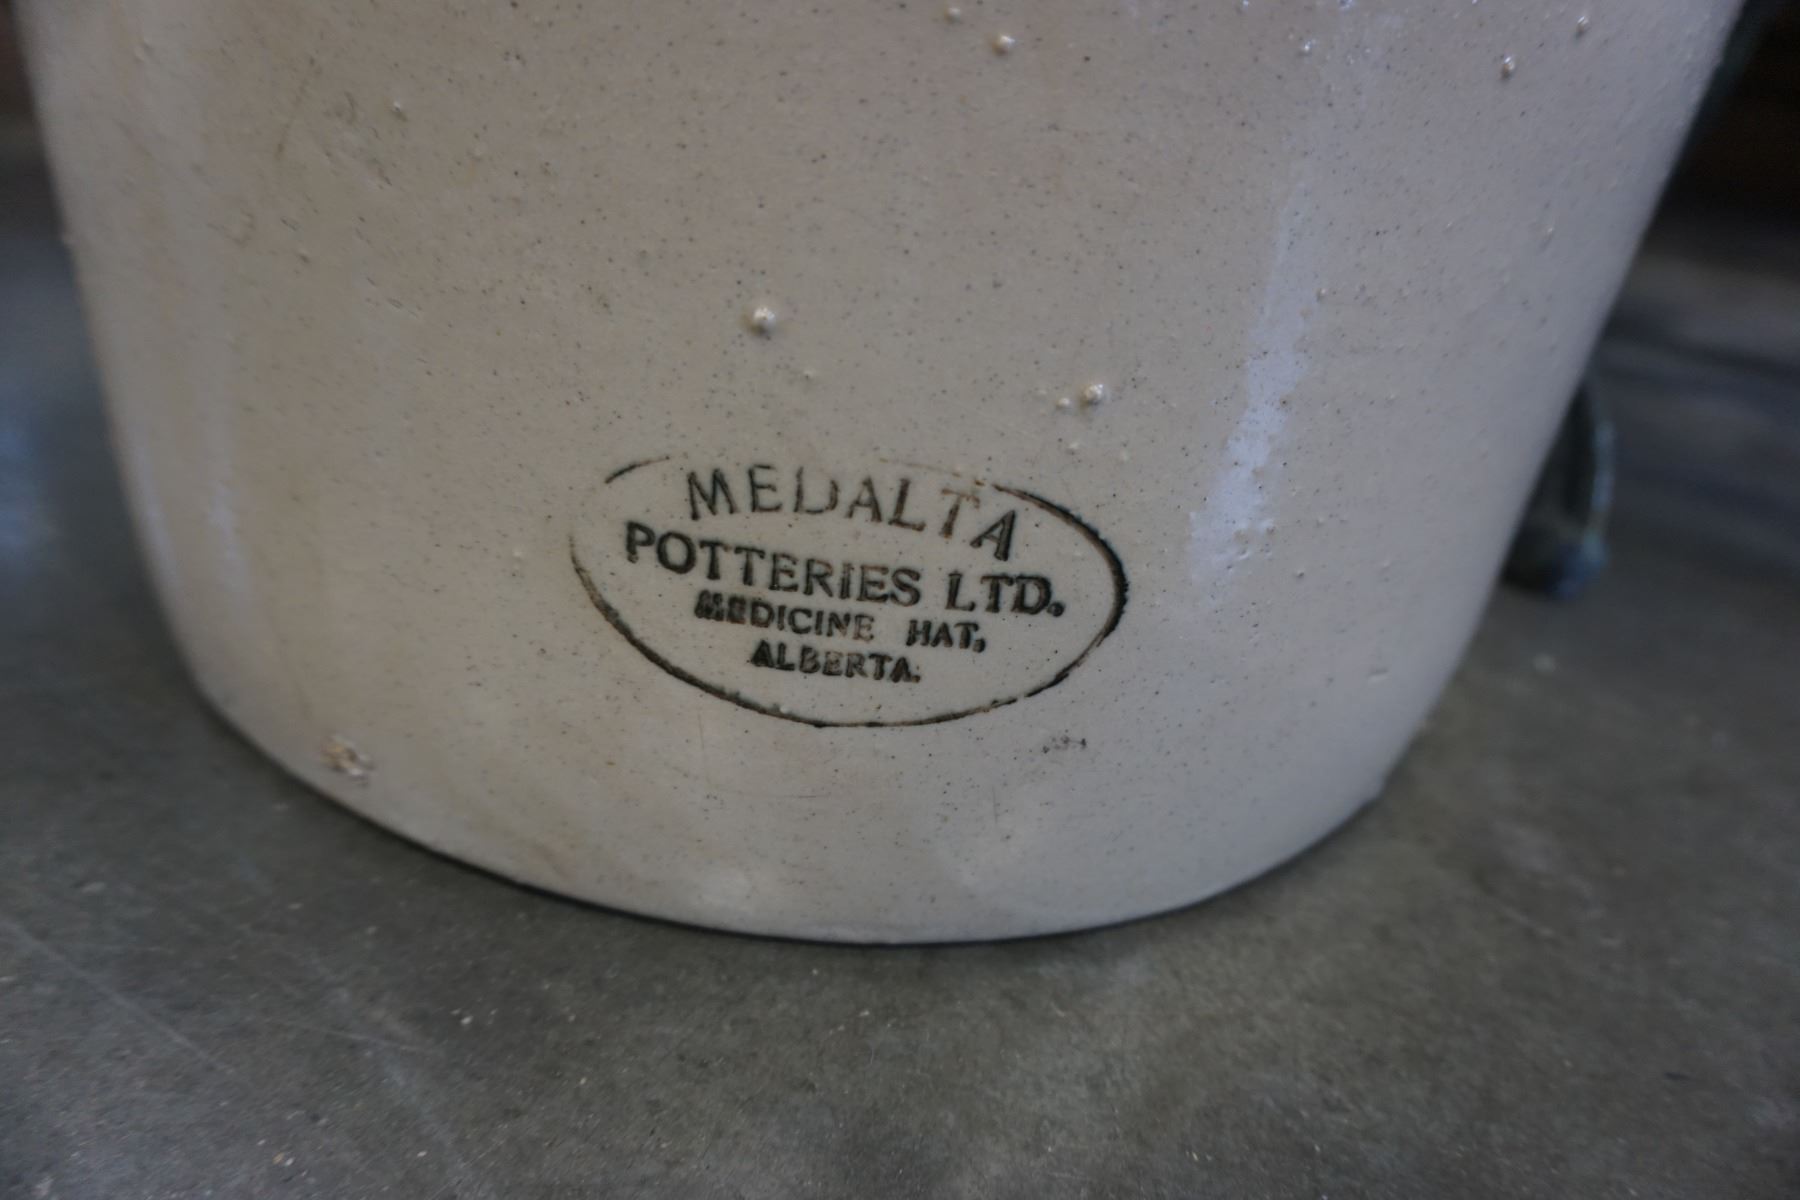 MEDALTA
POTTERIES LTD.
MEDICINE HAT,
ALBERTA.